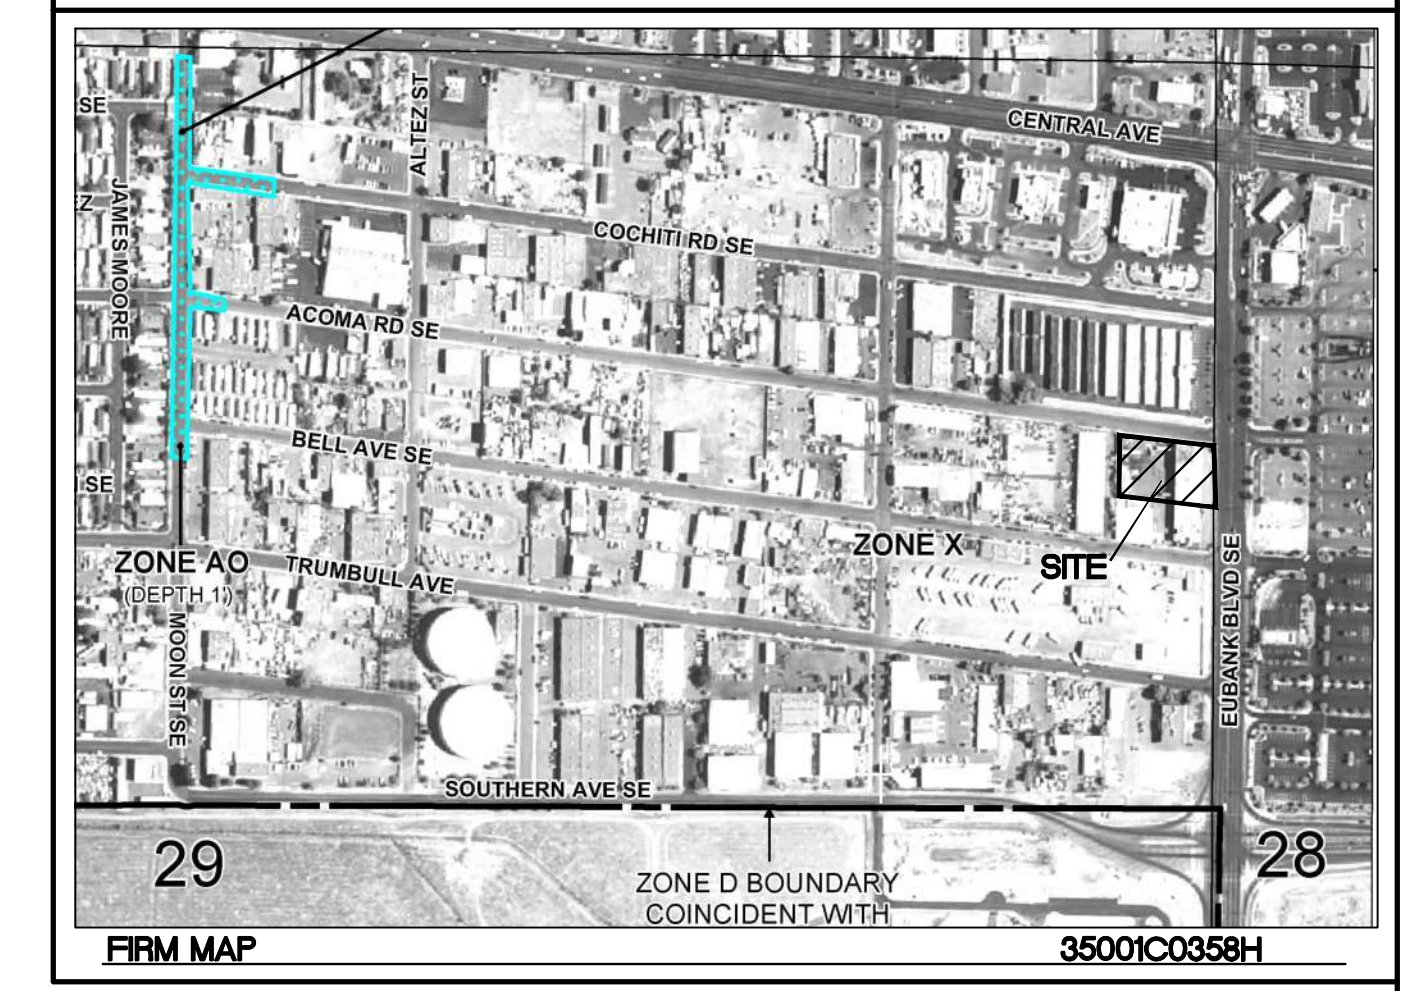 SE
ALTEZ ST
CENTRAL AVE
JAMES MOORE
EZ
COCHITI RD SE
ACOMA RD SE
BELL AVE SE
SE
ZONE X
SITE
ZONE AO
(DEPTH 1')
TRUMBULL AVE
EUBANK BLVD SE
MOON ST SE
SOUTHERN AVE SE
29
28
ZONE D BOUNDARY
COINCIDENT WITH
FIRM MAP
35001C0358H